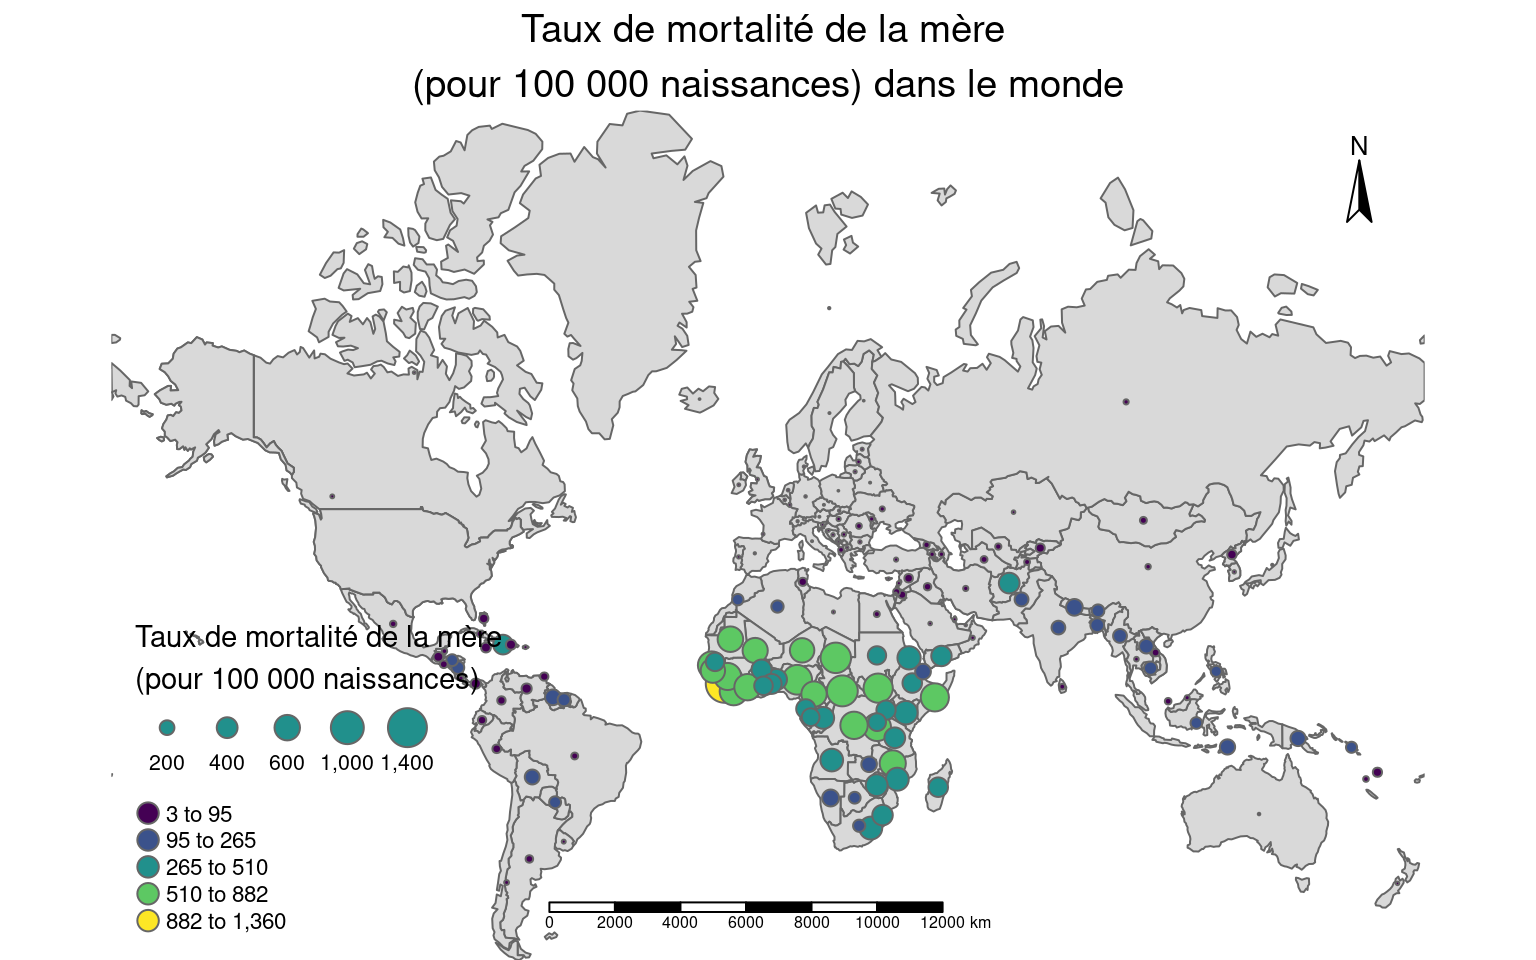 Taux de mortalité de la mère
(pour 100 000 naissances) dans le monde
N
Taux de mortalité de la mère
(pour 100 000 naissances)
200 400 600 1,000 1,400
3 to 95
95 to 265
265 to 510
510 to 882
882 to 1,360
0 2000 4000 6000 8000 10000 12000 km